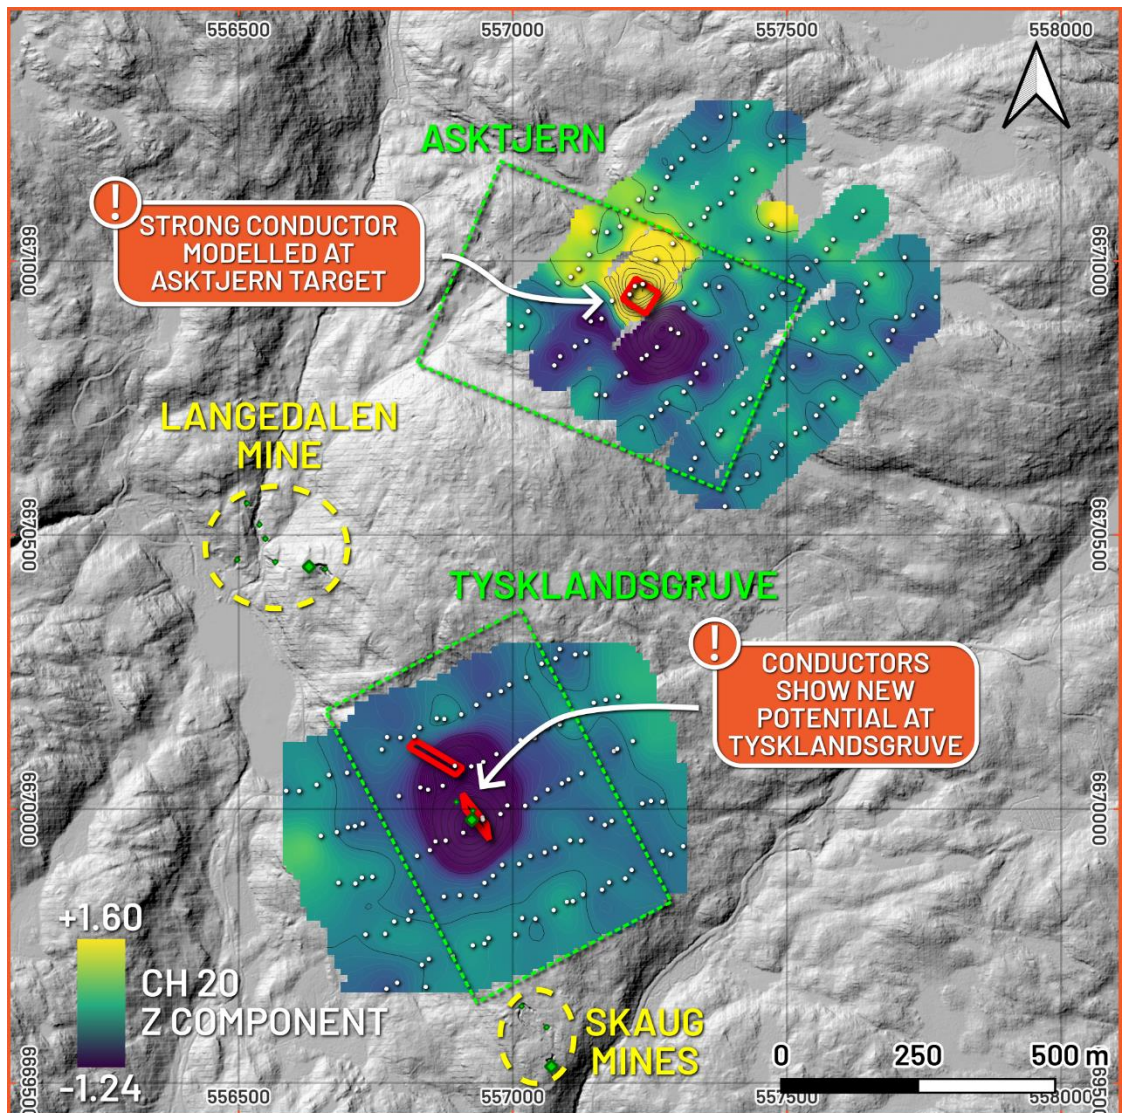 556500
557000
557500
558000
ASKTJERN
!
STRONG CONDUCTOR
MODELLED AT
ASKTJERN TARGET
6671000
6671000
LANGEDALEN
MINE
6670500
6670500
TYSKLANDSGRUVE
!
CONDUCTORS
SHOW NEW
POTENTIAL AT
TYSKLANDSGRUVE
6670000
6670000
+1.60
CH 20
Z COMPONENT
-1.24
SKAUG
MINES
0
250
500 m
6669500
6669500
556500
557000
557500
558000